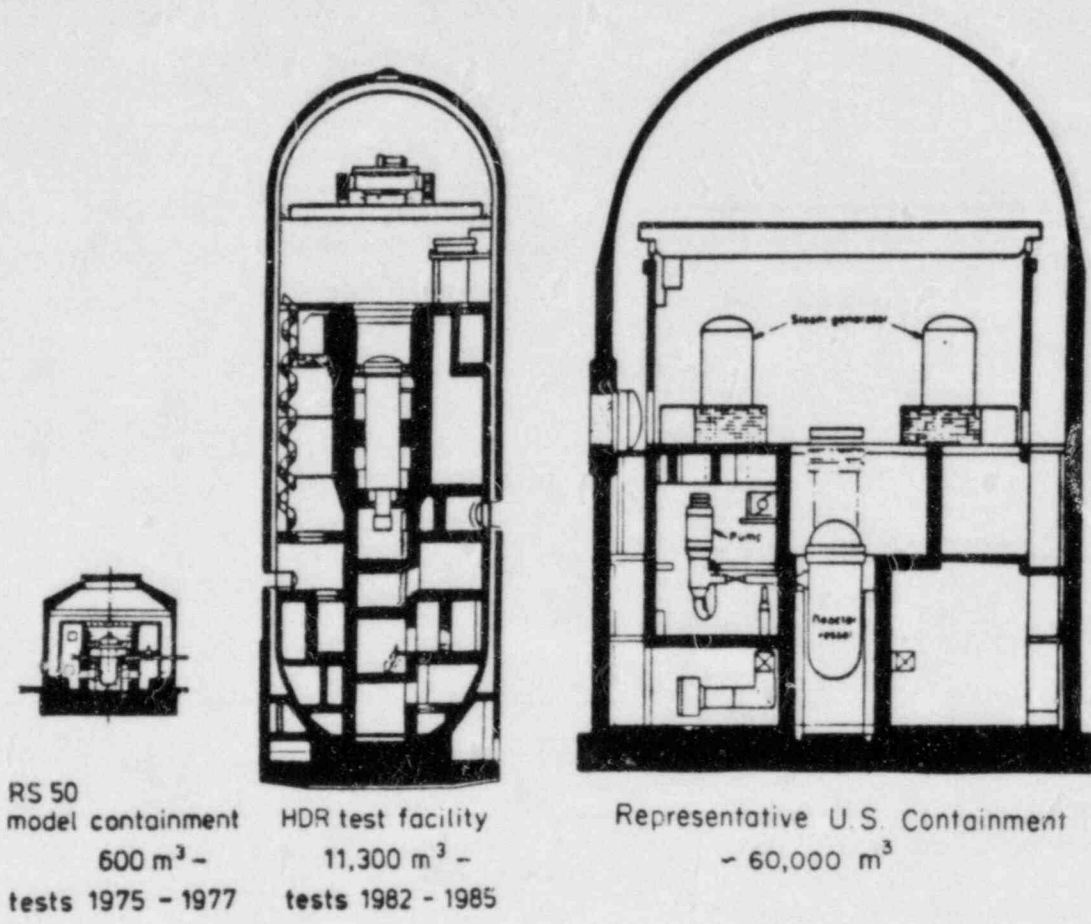 Steam generator
Pump
Reactor
vessel
RS 50
model containment
600 m³ -
tests 1975 - 1977
HDR test facility
11,300 m³ -
tests 1982 - 1985
Representative U.S. Containment
~ 60,000 m³